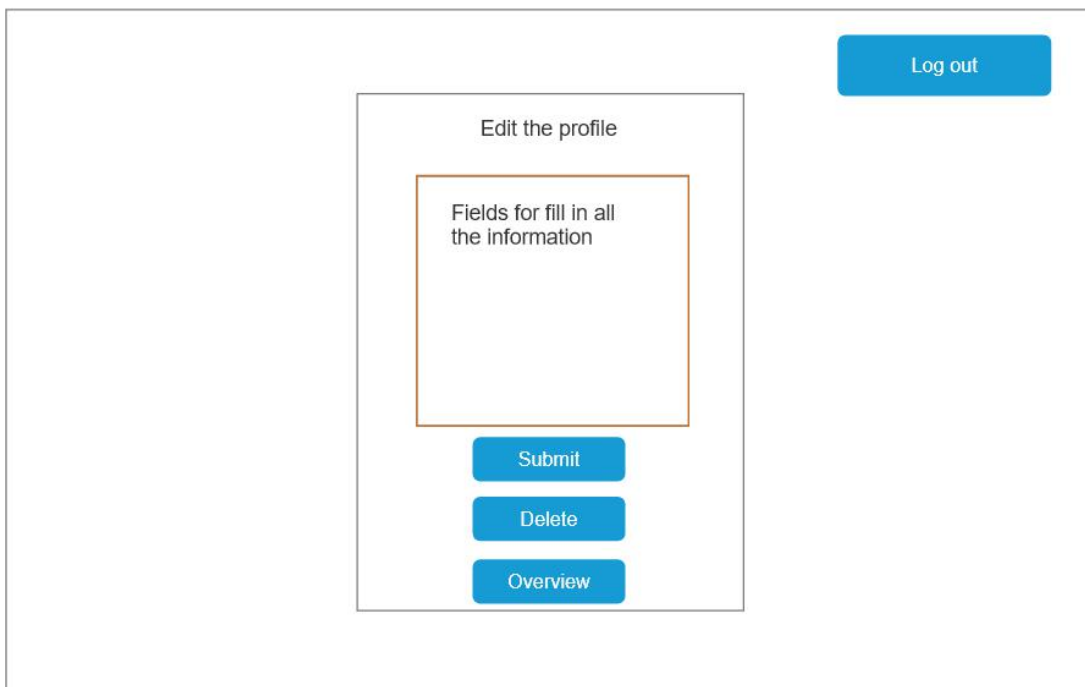 Log out
Edit the profile
Fields for fill in all
the information
Submit
Delete
Overview